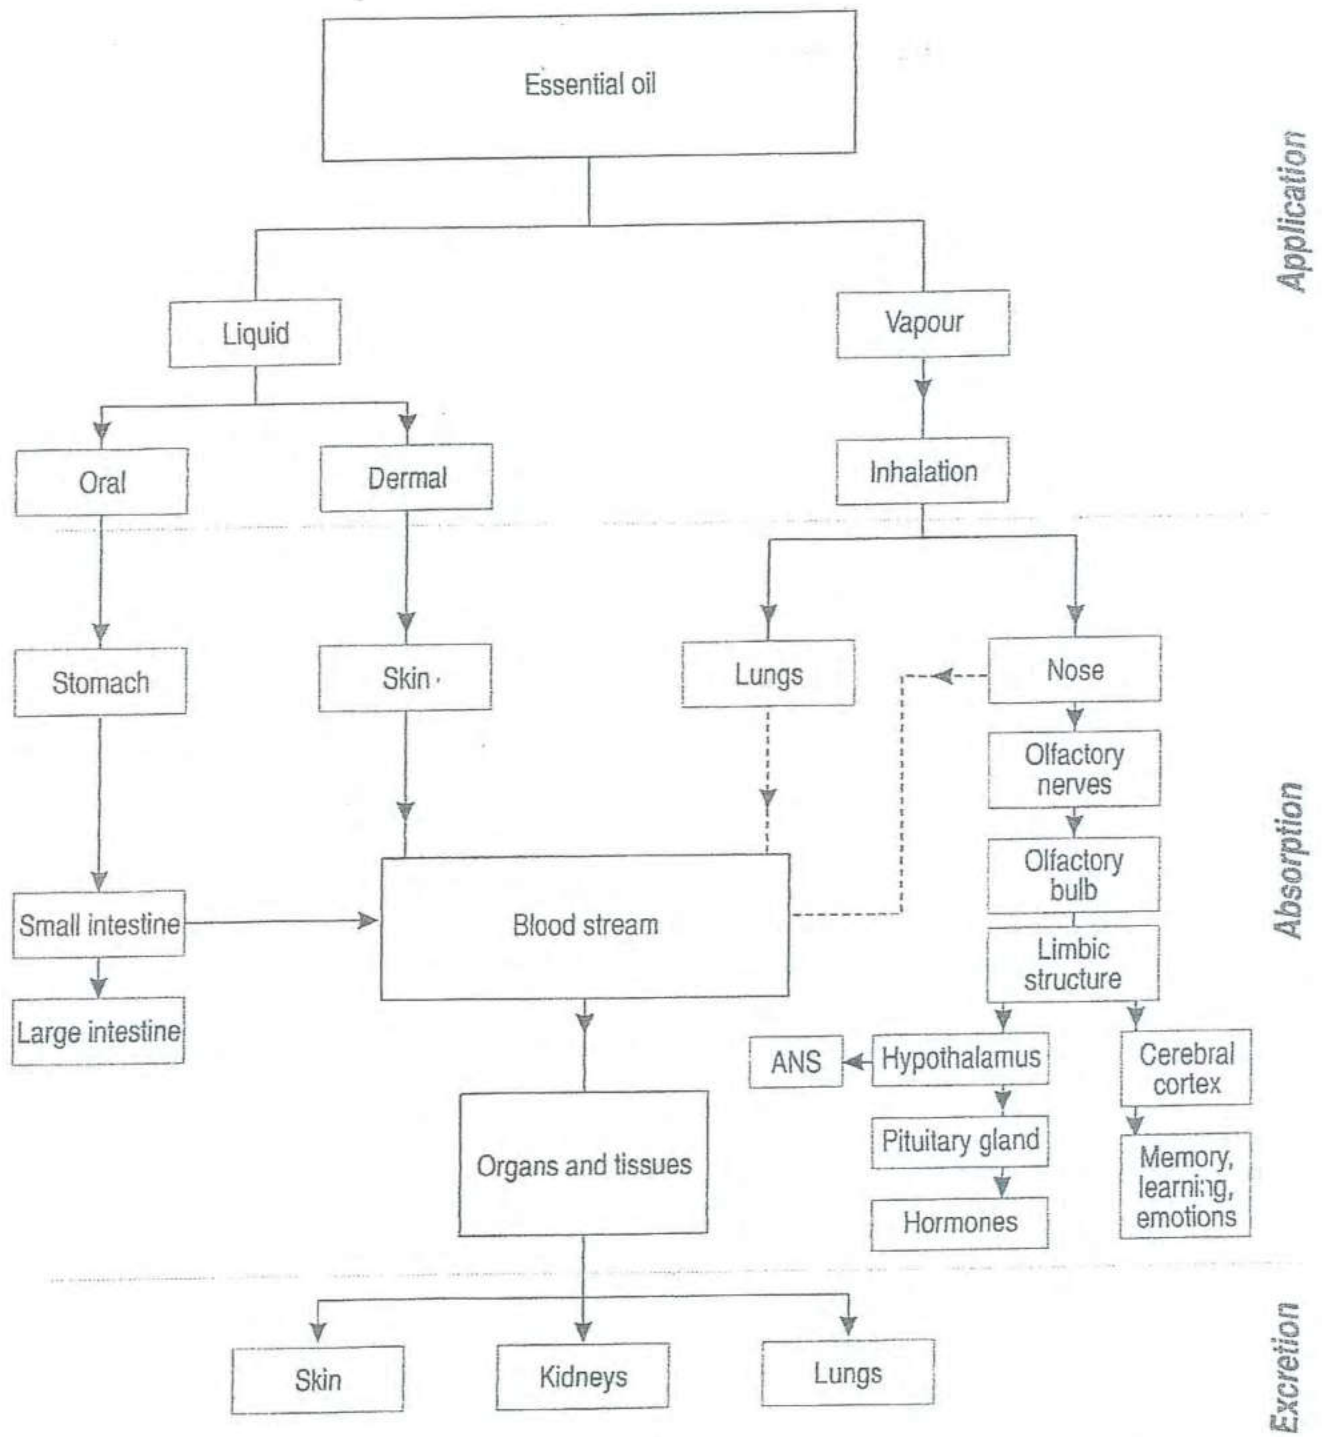 Essential oil
Application
Liquid
Vapour
Oral
Dermal
Inhalation
Stomach
Skin
Lungs
Nose
Olfactory
nerves
Olfactory
bulb
Absorption
Small intestine
Blood stream
Limbic
structure
Large intestine
ANS
Hypothalamus
Cerebral
cortex
Pituitary gland
Organs and tissues
Memory,
learning,
emotions
Hormones
Skin
Kidneys
Lungs
Excretion